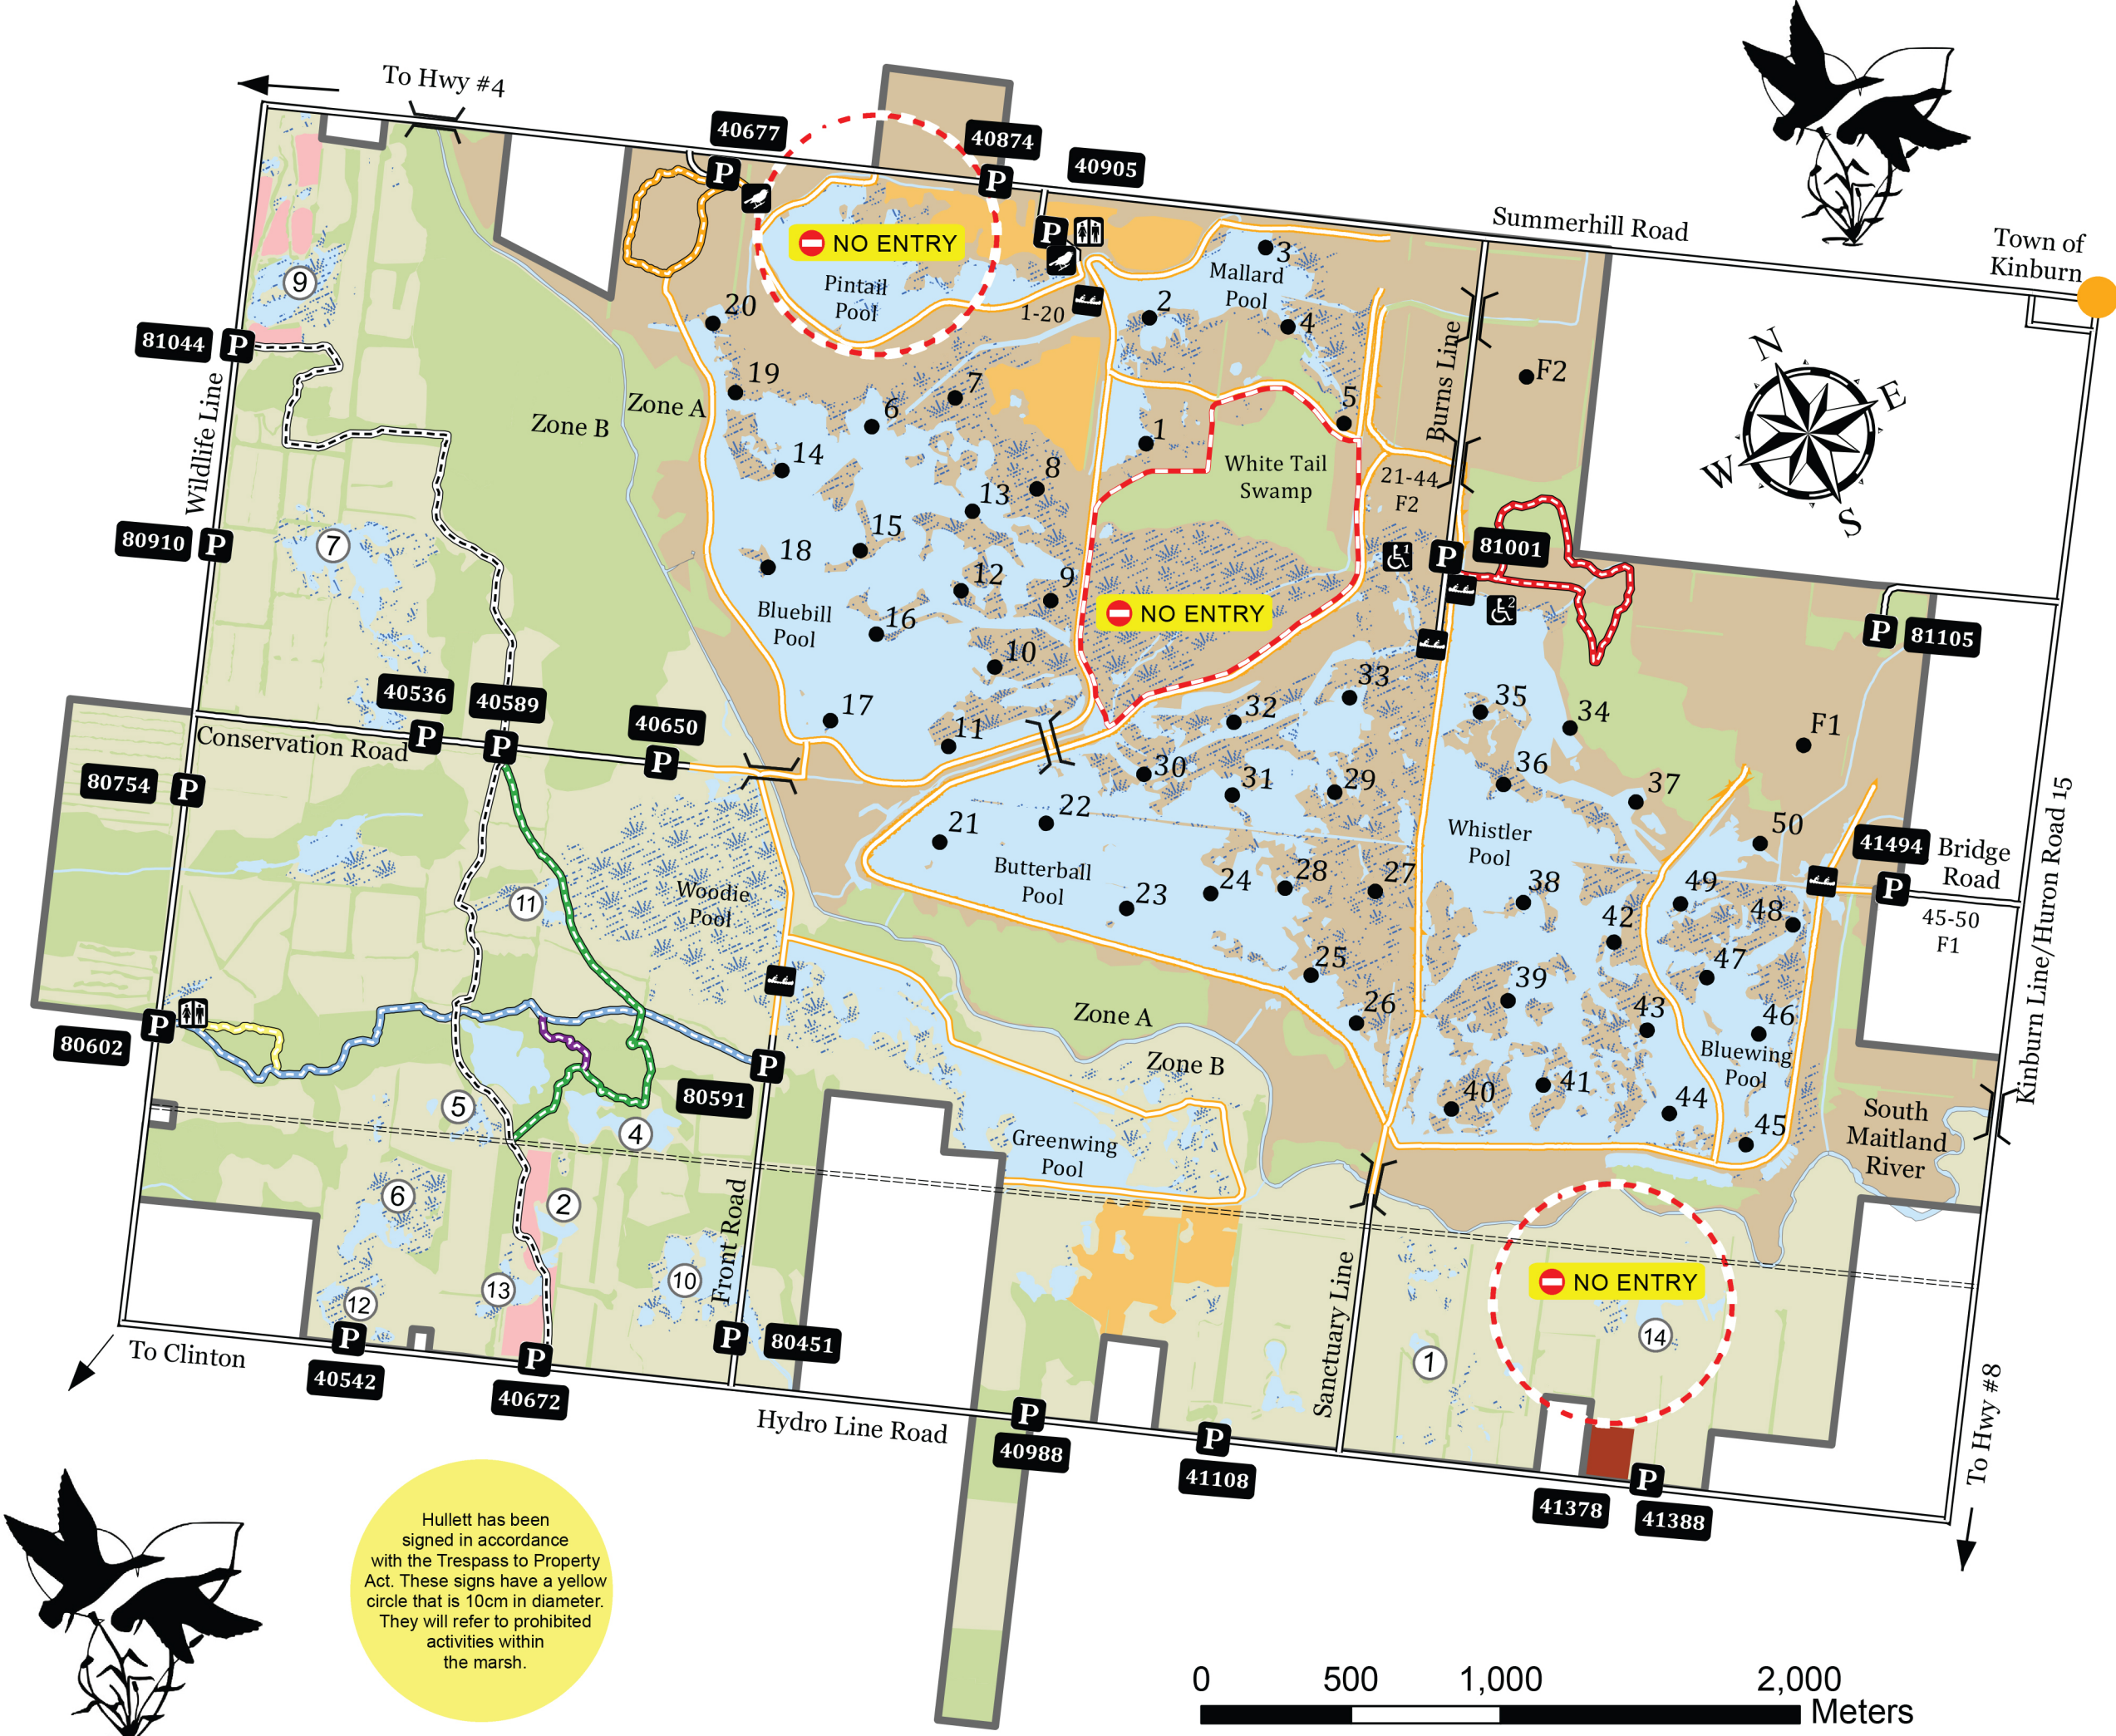 To Hwy #4
40677
40874
40905
Summerhill Road
Town of
Kinburn
P
P
P
NO ENTRY
Pintail
Pool
1-20
3
Mallard
Pool
2
4
9
20
81044
P
N
E
W
S
Burns Line
F2
Wildlife Line
19
7
6
5
Zone A
Zone B
1
14
8
White Tail
Swamp
21-44
F2
13
15
80910
P
7
18
12
9
P
81001
1
2
Bluebill
Pool
16
NO ENTRY
10
P
81105
40536
40589
40650
17
11
33
32
35
34
F1
P
P
P
Conservation Road
80754
P
30
31
29
36
37
22
21
Whistler
Pool
50
41494
Bridge
Road
P
45-50
F1
Kinburn Line/Huron Road 15
Butterball
Pool
23
24
28
27
38
49
48
42
Woodie
Pool
11
25
39
47
26
43
46
Zone A
Zone B
Bluewing
Pool
P
80602
P
80591
40
41
44
45
South
Maitland
River
5
4
Greenwing
Pool
6
2
Front Road
13
10
12
Sanctuary Line
NO ENTRY
14
1
To Clinton
P
40542
P
40672
P
80451
Hydro Line Road
P
40988
P
41108
P
41378
41388
To Hwy #8
Hullett has been
signed in accordance
with the Trespass to Property
Act. These signs have a yellow
circle that is 10cm in diameter.
They will refer to prohibited
activities within
the marsh.
0 500 1,000 2,000
Meters